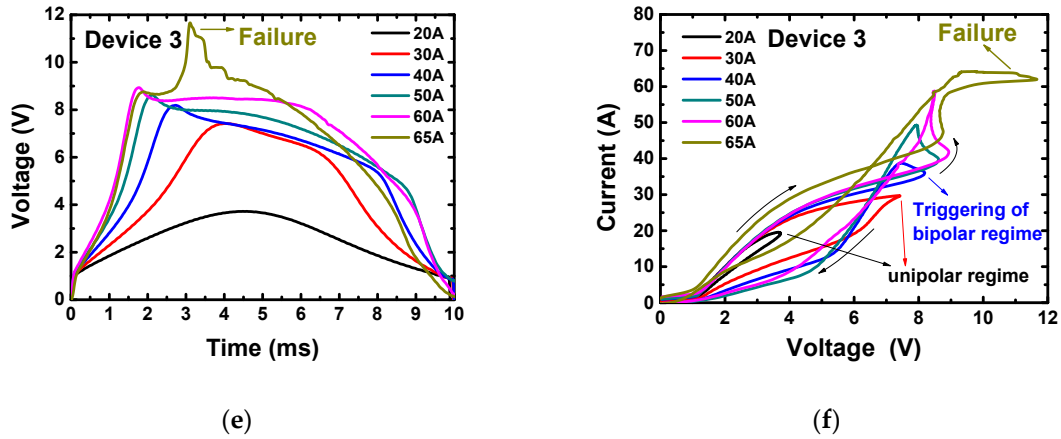 Device 3
Failure
20A
30A
40A
50A
60A
65A
Voltage (V)
12
10
8
6
4
2
0
0 1 2 3 4 5 6 7 8 9 10
Time (ms)
(e)
Device 3
Failure
20A
30A
40A
50A
60A
65A
Triggering of
bipolar regime
unipolar regime
Current (A)
80
70
60
50
40
30
20
10
0
0 2 4 6 8 10 12
Voltage (V)
(f)